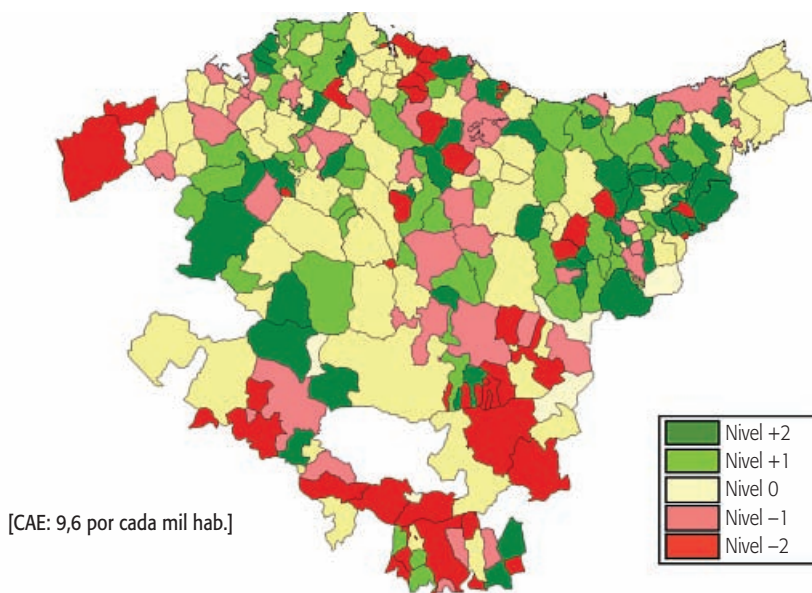 Nivel +2
Nivel +1
Nivel 0
Nivel –1
Nivel –2
[CAE: 9,6 por cada mil hab.]